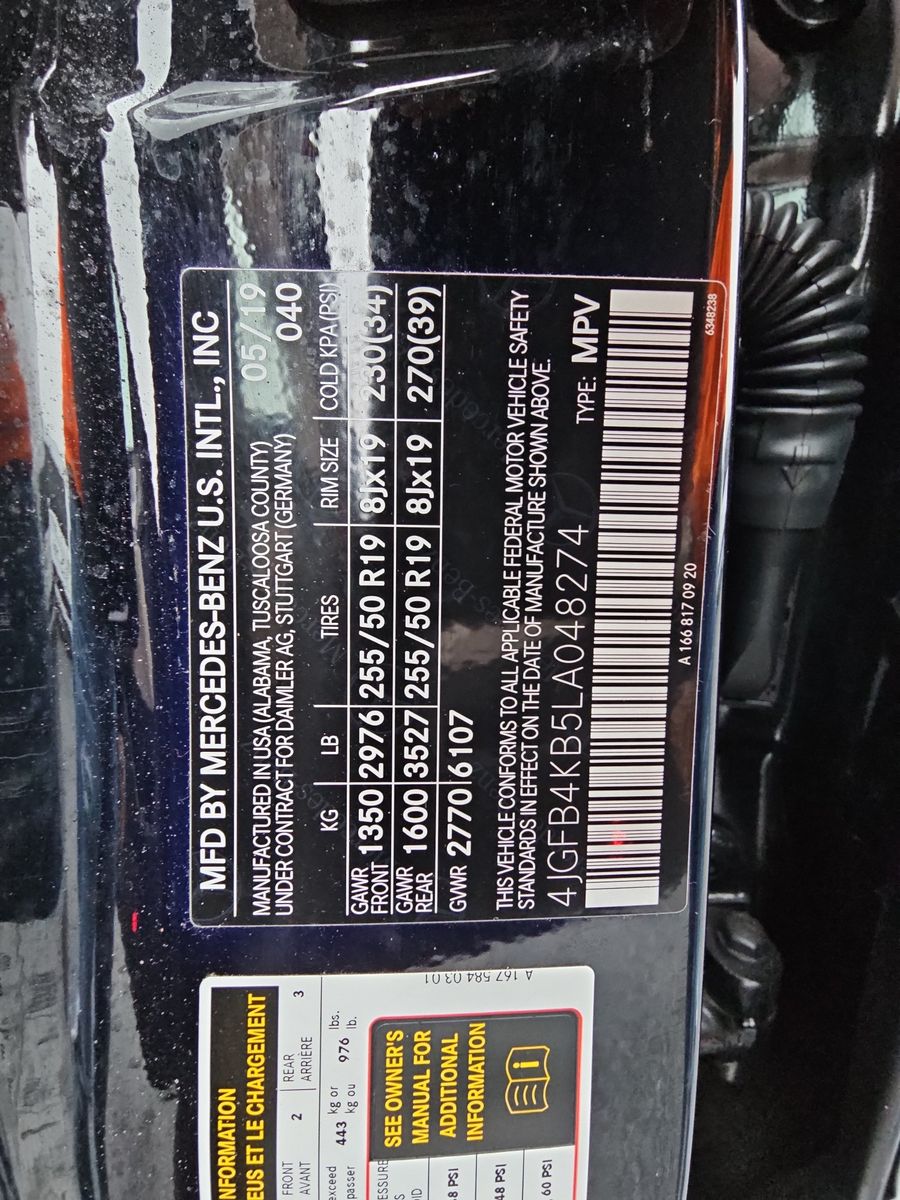 MFD BY MERCEDES-BENZ U.S. INTL., INC
MANUFACTURED IN USA (ALABAMA, TUSCALOOSA COUNTY) 05/19
UNDER CONTRACT FOR DAIMLER AG, STUTTGART (GERMANY) 040
KG LB TIRES RIM SIZE COLD KPA(PSI)
GAWR FRONT 1350 2976 255/50 R19 8Jx19 230(34)
GAWR REAR 1600 3527 255/50 R19 8Jx19 270(39)
GVWR 2770 6107
THIS VEHICLE CONFORMS TO ALL APPLICABLE FEDERAL MOTOR VEHICLE SAFETY
STANDARDS IN EFFECT ON THE DATE OF MANUFACTURE SHOWN ABOVE.
4JGFB4KB5LA048274 TYPE: MPV
A 166 817 09 20
6348238
NFORMATION
EUS ET LE CHARGEMENT
FRONT 2 REAR 3
AVANT ARRIÈRE
exceed 443 kg or 976 lbs.
passer kg ou lb.
SEE OWNER'S
MANUAL FOR
ADDITIONAL
INFORMATION
48 PSI
60 PSI
A 167 584 03 01